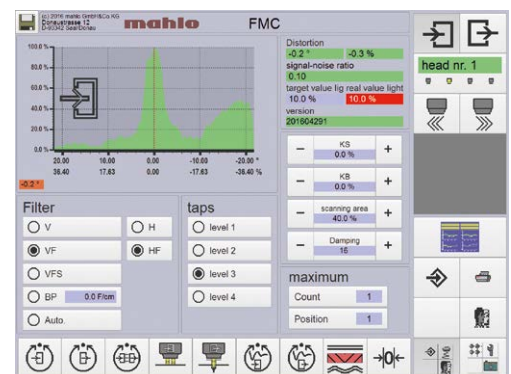 (c) 2016 mahlo GmbH&Co KG
Donaustrasse 12
D-93342 Saal/Donau
mahlo
FMC
100.0 %
80.0 %
60.0 %
40.0 %
20.0 %
0.0 %
20.00 10.00 0.00 -10.00 -20.00 °
36.40 17.63 0.00 -17.63 -36.40 %
-0.2 °
Distortion
-0.2 ° -0.3 %
signal-noise ratio
0.10
target value lig real value light
10.0 % 10.0 %
version
201604291
head nr. 1
- KS +
0.0 %
- KB +
0.0 %
- scanning area +
40.0 %
- Damping +
16
Filter
V H
VF HF
VFS
BP 0.0 F/cm
Auto.
taps
level 1
level 2
level 3
level 4
maximum
Count 1
Position 1
0